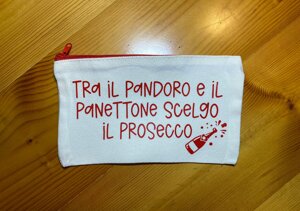 TRA iL PANDORO E iL
PANETTONE SCELGO
iL PROSECCO